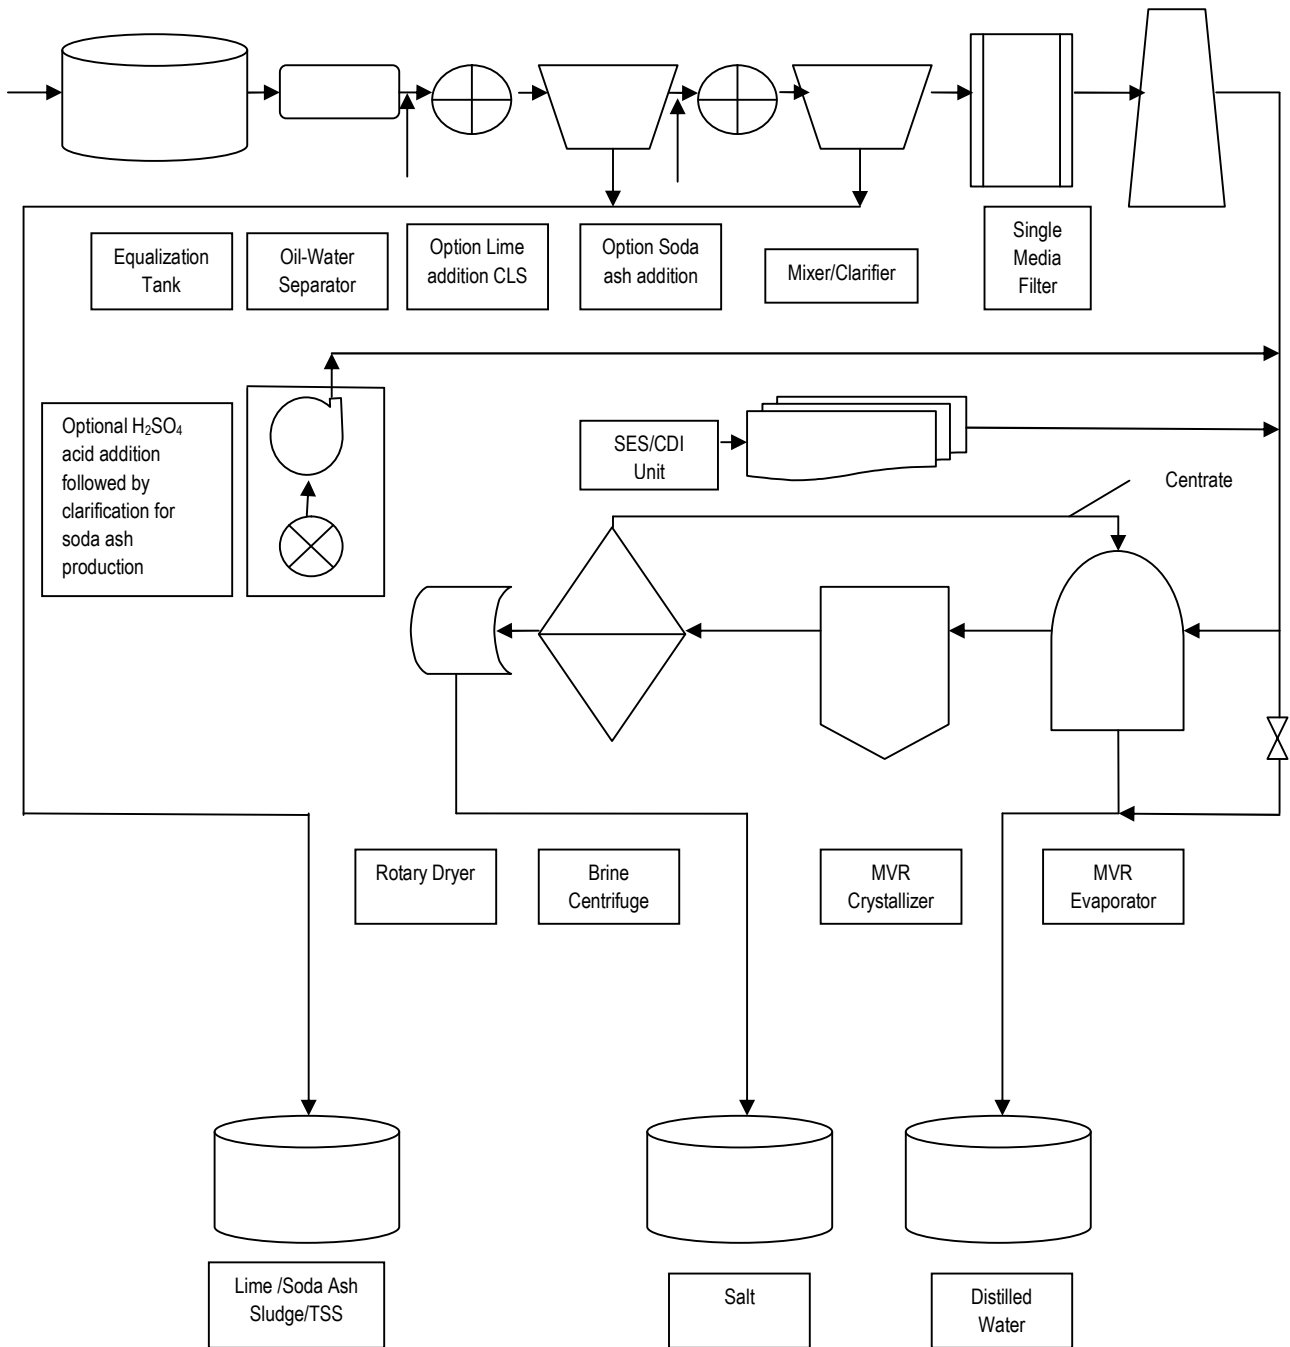 Equalization
Tank
Oil-Water
Separator
Option Lime
addition CLS
Option Soda
ash addition
Mixer/Clarifier
Single
Media
Filter
Optional H₂SO₄
acid addition
followed by
clarification for
soda ash
production
SES/CDI
Unit
Centrate
Rotary Dryer
Brine
Centrifuge
MVR
Crystallizer
MVR
Evaporator
Lime /Soda Ash
Sludge/TSS
Salt
Distilled
Water